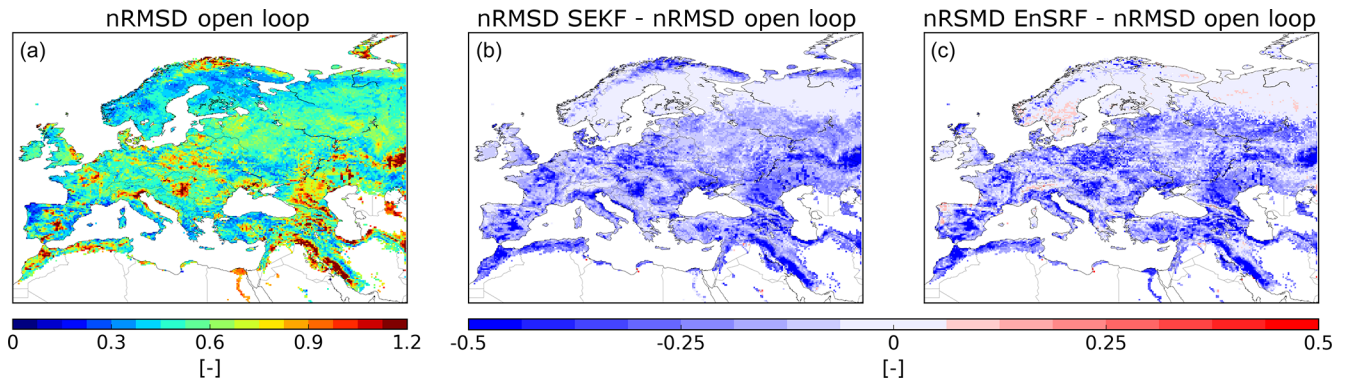 nRMSD open loop
nRMSD SEKF - nRMSD open loop
nRSMD EnSRF - nRMSD open loop
(a)
(b)
(c)
0 0.3 0.6 0.9 1.2
[-]
-0.5 -0.25 0 0.25 0.5
[-]